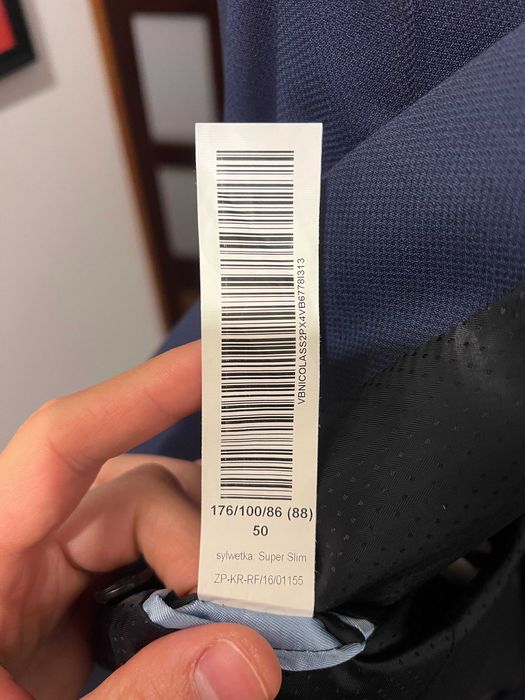 VBNICOLASS2PX4VB6778I313
176/100/86 (88)
50
sylwetka: Super Slim
ZP-KR-RF/16/01155